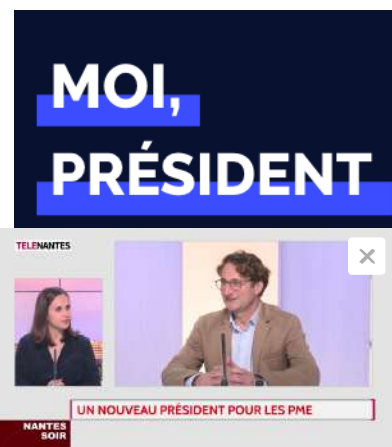 MOI,
PRÉSIDENT
TELENANTES
UN NOUVEAU PRÉSIDENT POUR LES PME
NANTES
SOIR